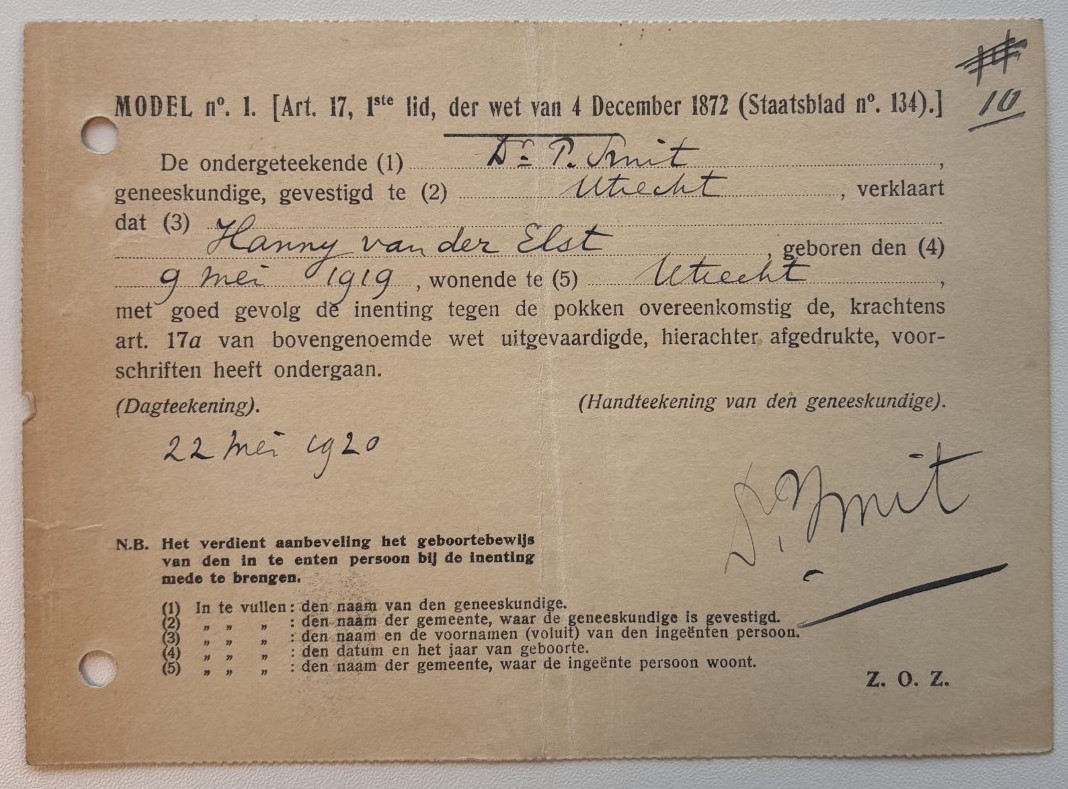 10
MODEL nº. 1. [Art. 17, 1ste lid, der wet van 4 December 1872 (Staatsblad nº. 134).]
De ondergeteekende (1) Dr. P. Smit,
geneeskundige, gevestigd te (2) Utrecht, verklaart
dat (3)
Hanny van der Elst, geboren den (4)
9 mei 1919, wonende te (5) Utrecht,
met goed gevolg de inenting tegen de pokken overeenkomstig de, krachtens
art. 17a van bovengenoemde wet uitgevaardigde, hierachter afgedrukte, voor-
schriften heeft ondergaan.
(Dagteekening). (Handteekening van den geneeskundige).
22 mei 1920
Dr. P. Smit
N.B. Het verdient aanbeveling het geboortebewijs
van den in te enten persoon bij de inenting
mede te brengen.
(1) In te vullen: den naam van den geneeskundige.
(2) „ „ „ : den naam der gemeente, waar de geneeskundige is gevestigd.
(3) „ „ „ : den naam en de voornamen (voluit) van den ingeënten persoon.
(4) „ „ „ : den datum en het jaar van geboorte.
(5) „ „ „ : den naam der gemeente, waar de ingeënte persoon woont.
Z. O. Z.